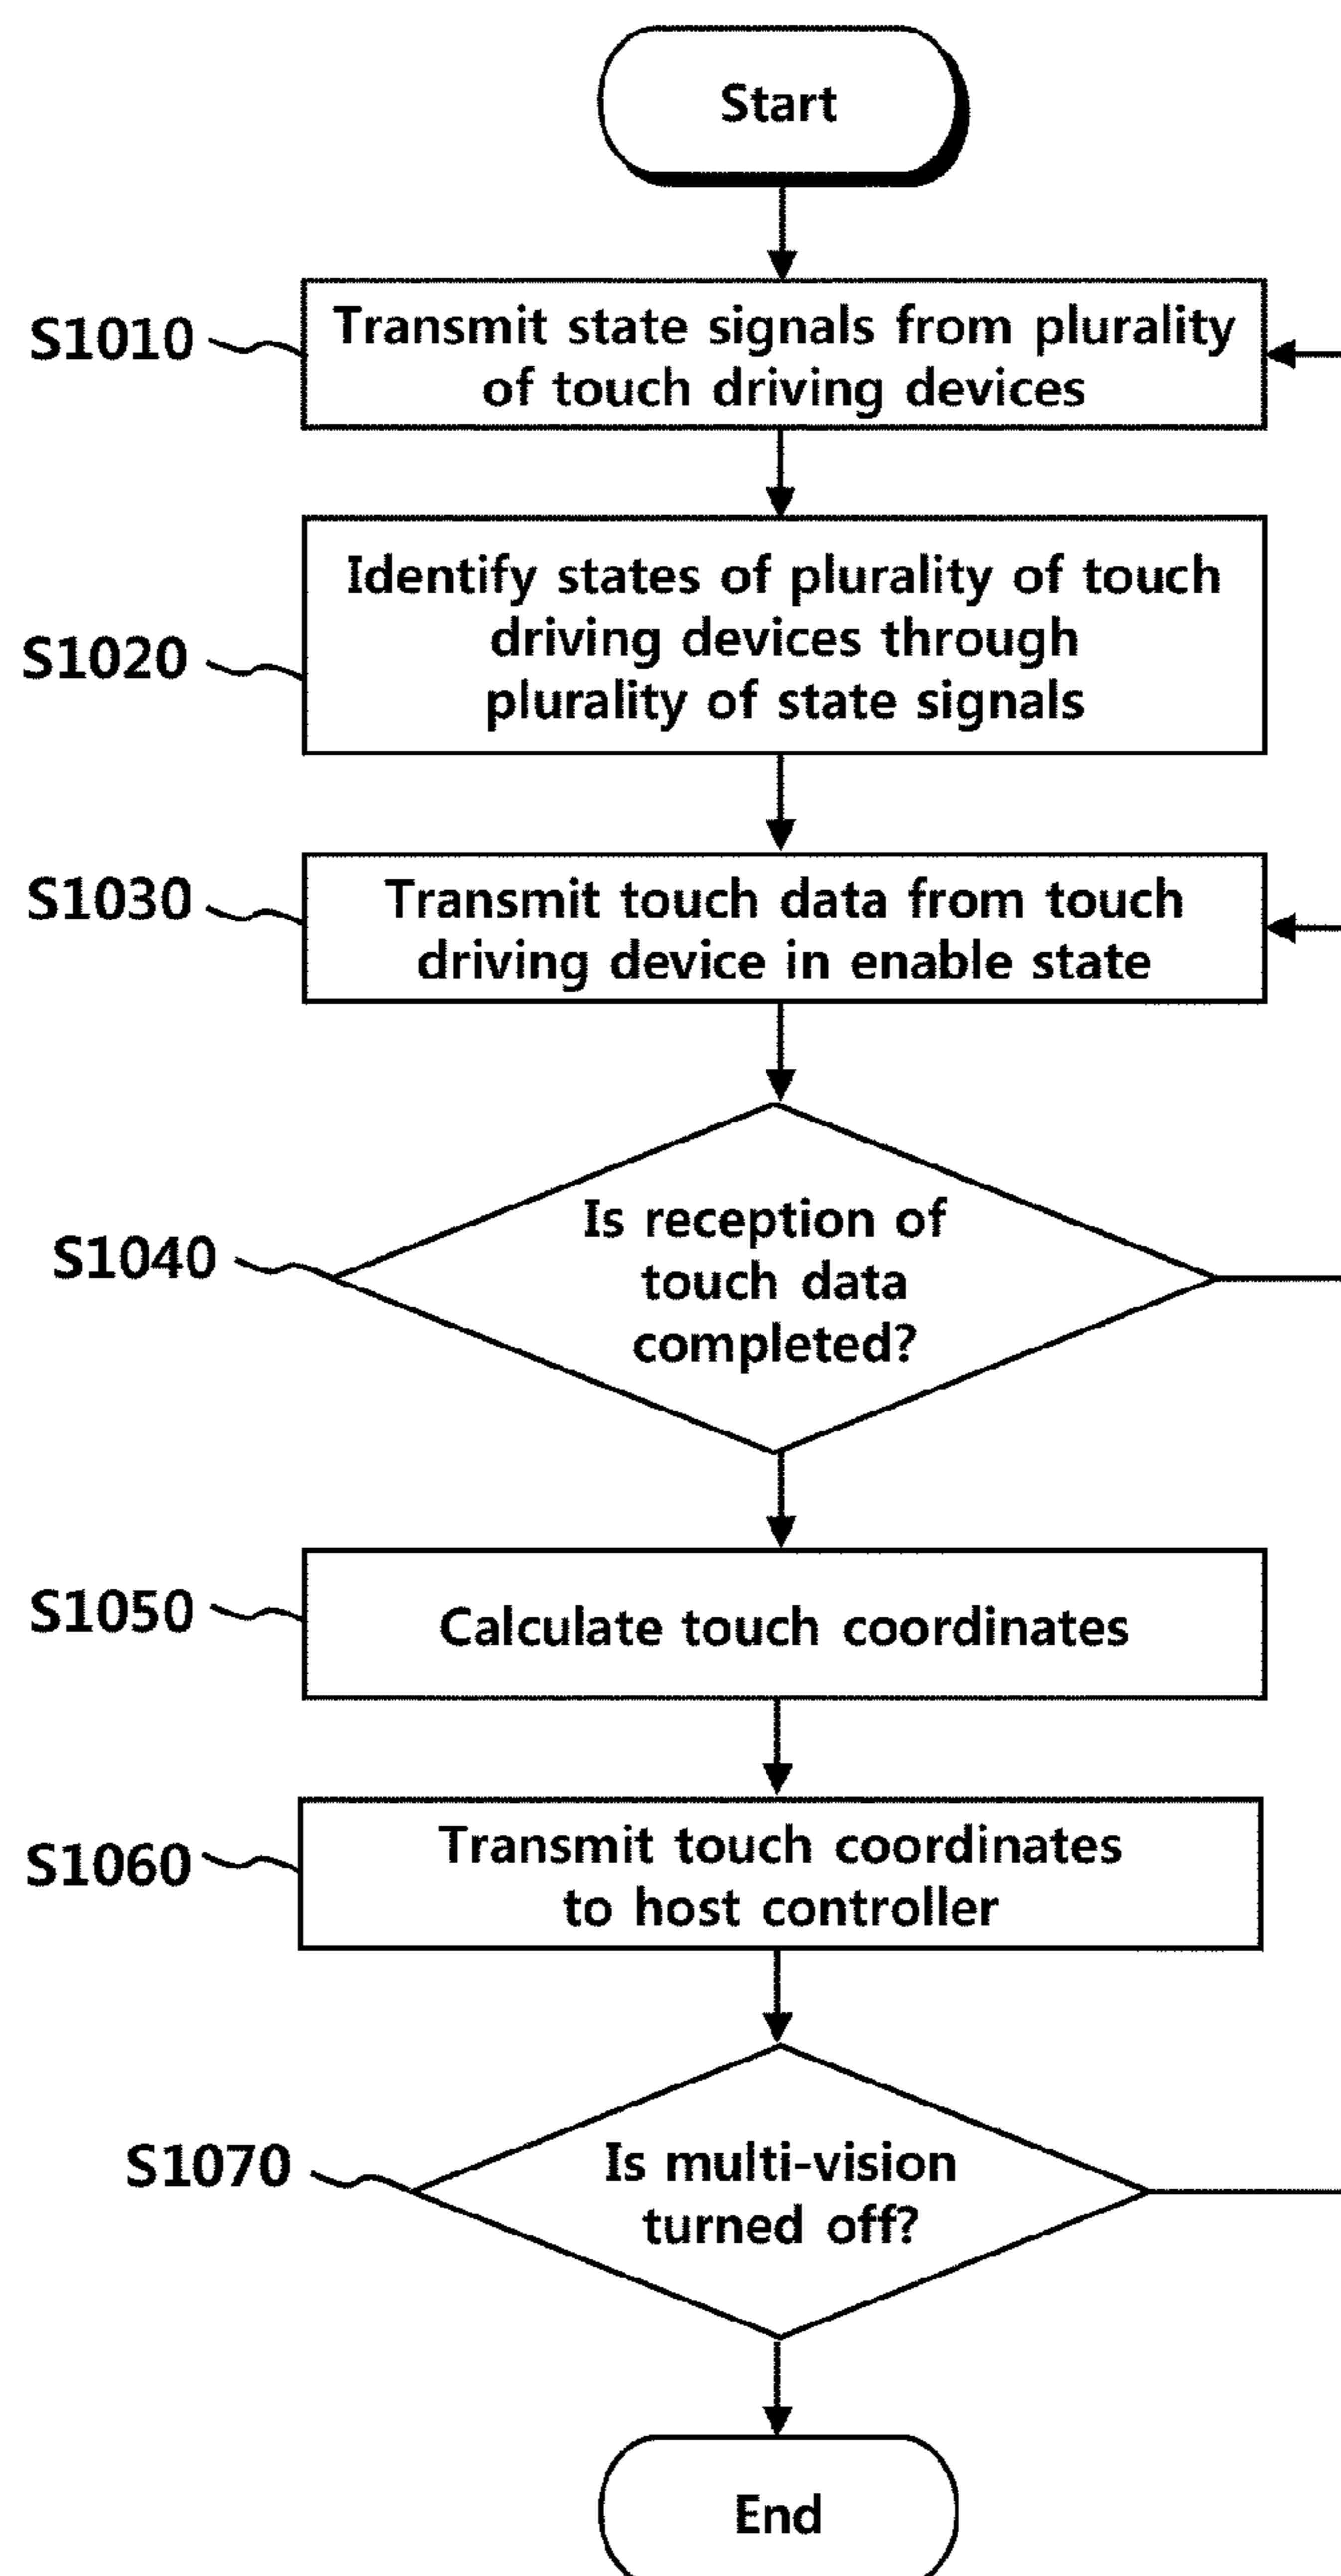 Start
S1010
Transmit state signals from plurality
of touch driving devices
S1020
Identify states of plurality of touch
driving devices through
plurality of state signals
S1030
Transmit touch data from touch
driving device in enable state
S1040
Is reception of
touch data
completed?
S1050
Calculate touch coordinates
S1060
Transmit touch coordinates
to host controller
S1070
Is multi-vision
turned off?
End